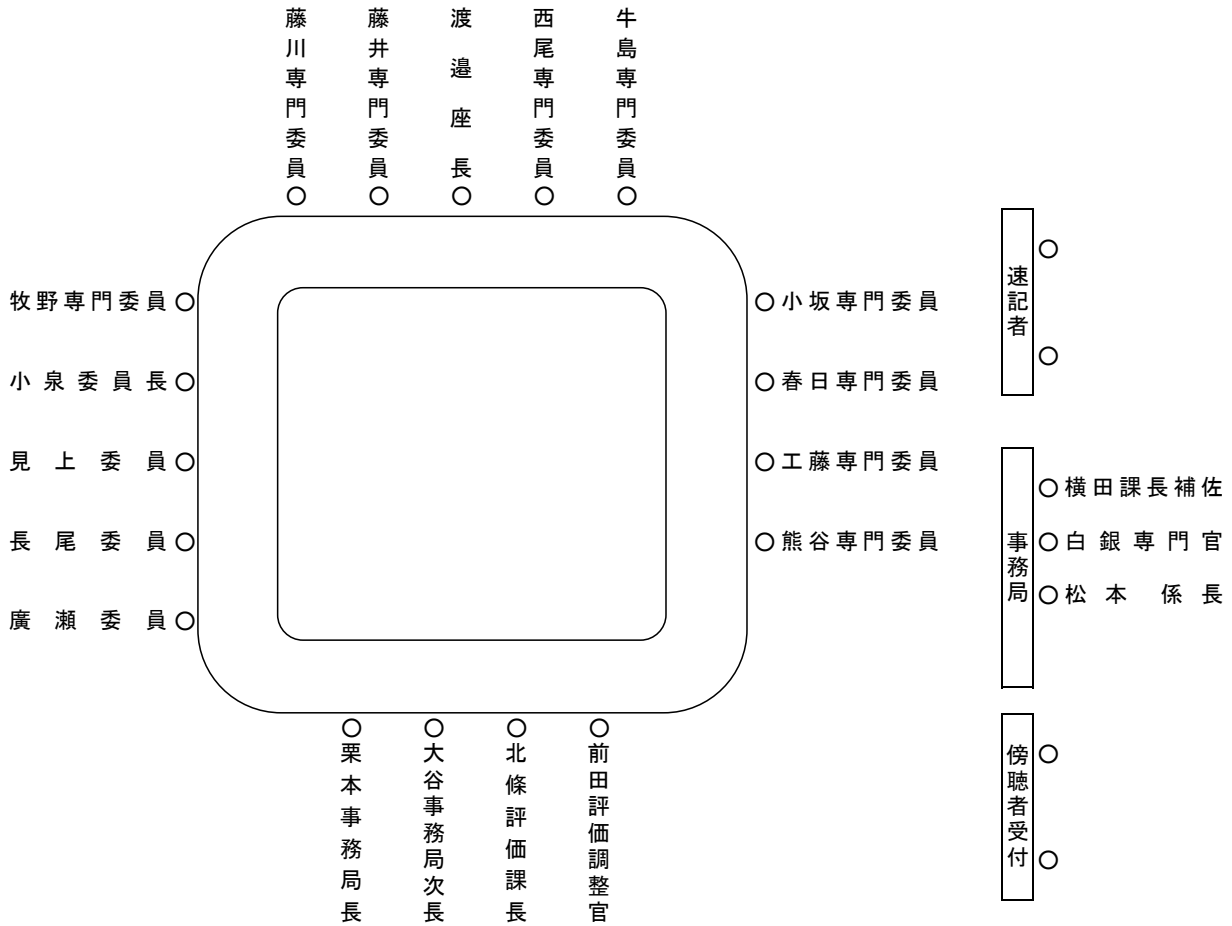 藤川専門委員
藤井専門委員
渡邉座長
西尾専門委員
牛島専門委員
牧野専門委員
小泉委員長
見上委員
長尾委員
廣瀬委員
小坂専門委員
春日専門委員
工藤専門委員
熊谷専門委員
栗本事務局長
大谷事務局次長
北條評価課長
前田評価調整官
速記者
事務局
横田課長補佐
白銀専門官
松本係長
傍聴者受付